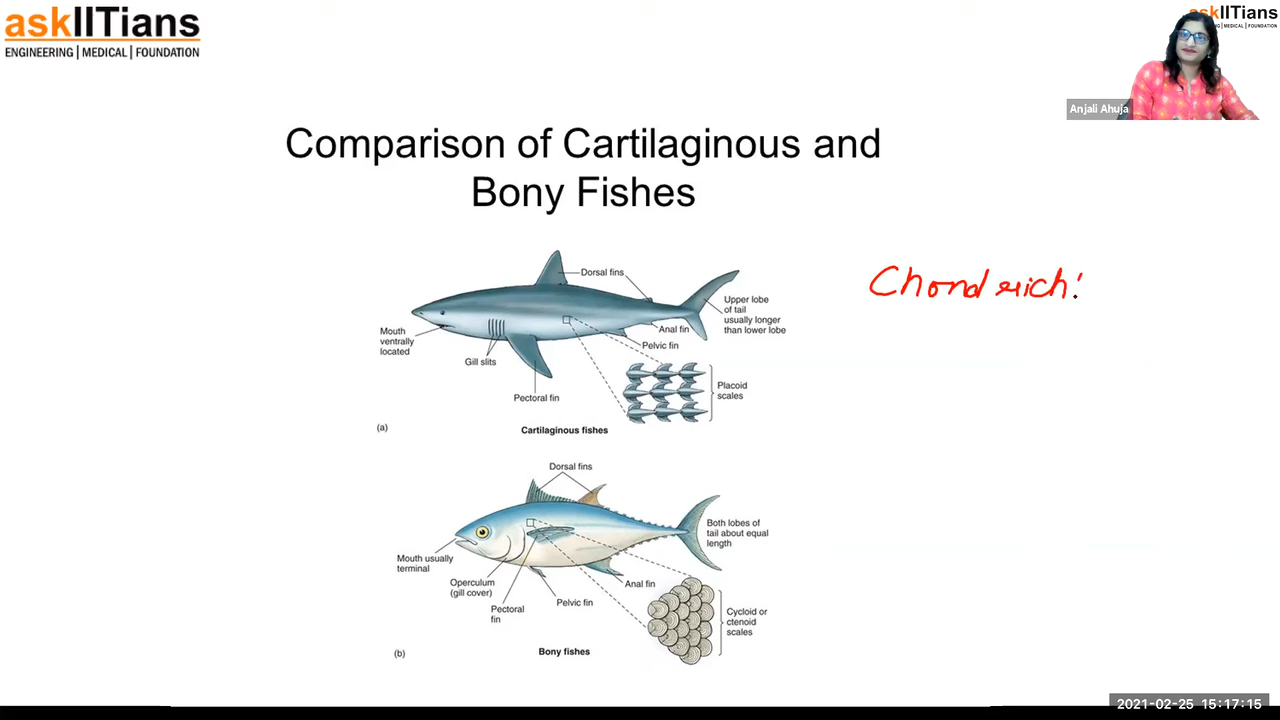 askIITians
ENGINEERING | MEDICAL | FOUNDATION
askIITians
Anjali Ahuja
Comparison of Cartilaginous and
Bony Fishes
Chondrich
Dorsal fins
Upper lobe
of tail
usually longer
than lower lobe
Mouth
ventrally
located
Anal fin
Pelvic fin
Gill slits
Pectoral fin
Placoid
scales
(a)
Cartilaginous fishes
Dorsal fins
Both lobes of
tail about equal
length
Mouth usually
terminal
Operculum
(gill cover)
Pectoral
fin
Pelvic fin
Anal fin
Cycloid or
ctenoid
scales
(b)
Bony fishes
2021-02-25 15:17:15